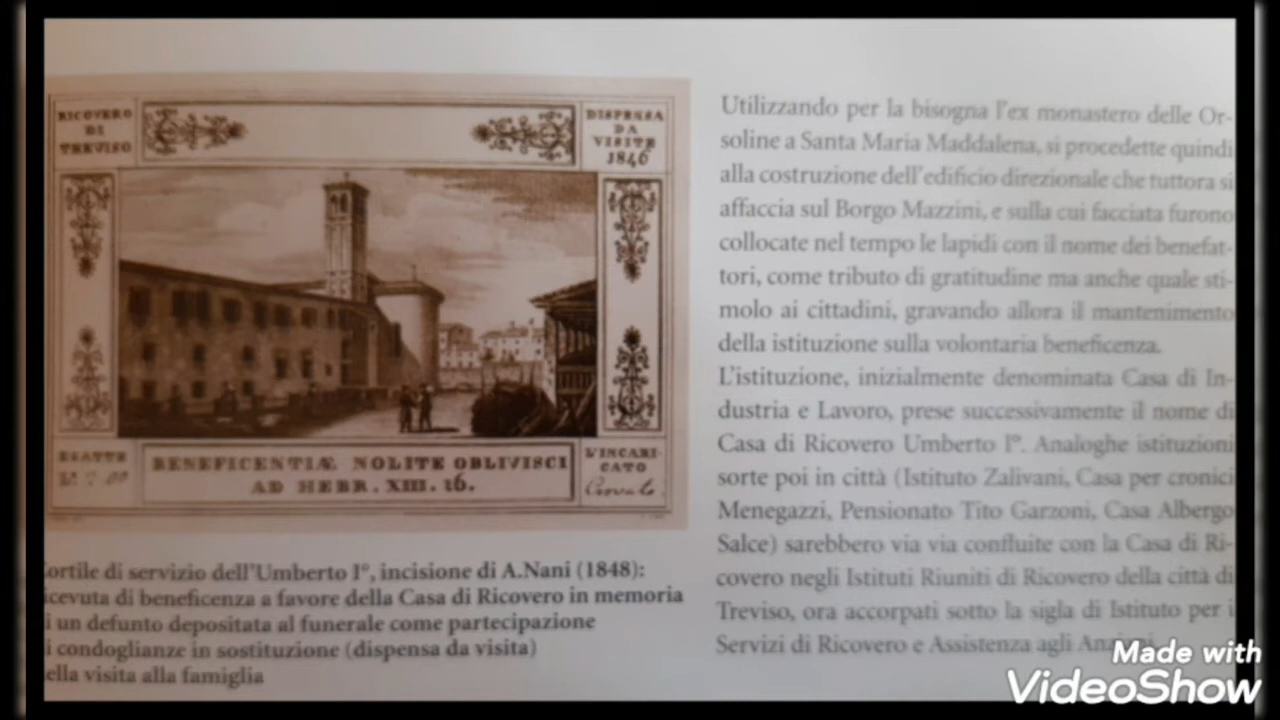 RICOVERO
DI
TREVISO
DISPENSA
DA
VISITE
1846
ESATTE
BENEFICENTIÆ NOLITE OBLIVISCI
AD HEBR. XIII. 16.
L'INCARI-
CATO
Cortile di servizio dell'Umberto I°, incisione di A.Nani (1848):
icevuta di beneficenza a favore della Casa di Ricovero in memoria
i un defunto depositata al funerale come partecipazione
i condoglianze in sostituzione (dispensa da visita)
ella visita alla famiglia
Utilizzando per la bisogna l'ex monastero delle Or-
soline a Santa Maria Maddalena, si procedette quindi
alla costruzione dell'edificio direzionale che tuttora si
affaccia sul Borgo Mazzini, e sulla cui facciata furono
collocate nel tempo le lapidi con il nome dei benefat-
tori, come tributo di gratitudine ma anche quale sti-
molo ai cittadini, gravando allora il mantenimento
della istituzione sulla volontaria beneficenza.
L'istituzione, inizialmente denominata Casa di In-
dustria e Lavoro, prese successivamente il nome di
Casa di Ricovero Umberto I°. Analoghe istituzioni
sorte poi in città (Istituto Zalivani, Casa per cronici
Menegazzi, Pensionato Tito Garzoni, Casa Albergo
Salce) sarebbero via via confluite con la Casa di Ri-
covero negli Istituti Riuniti di Ricovero della città di
Treviso, ora accorpati sotto la sigla di Istituto per i
Servizi di Ricovero e Assistenza agli Anziani
Made with
VideoShow